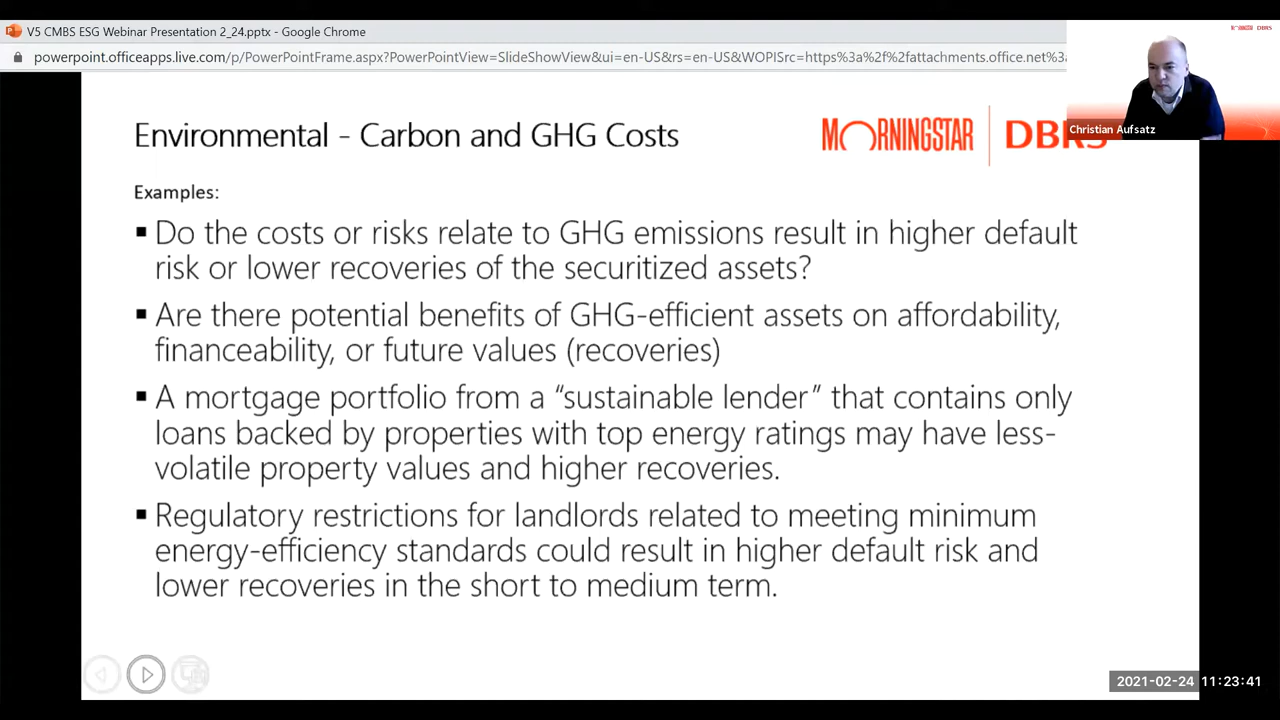 V5 CMBS ESG Webinar Presentation 2_24.pptx - Google Chrome
powerpoint.officeapps.live.com/p/PowerPointFrame.aspx?PowerPointView=SlideShowView&ui=en-US&rs=en-US&WOPISrc=https%3a%2f%2fattachments.office.net%3
MORNINGSTAR DBRS
Christian Aufsatz
Environmental - Carbon and GHG Costs
MORNINGSTAR | DBRS
Examples:
▪ Do the costs or risks relate to GHG emissions result in higher default
risk or lower recoveries of the securitized assets?
▪ Are there potential benefits of GHG-efficient assets on affordability,
financeability, or future values (recoveries)
▪ A mortgage portfolio from a “sustainable lender” that contains only
loans backed by properties with top energy ratings may have less-
volatile property values and higher recoveries.
▪ Regulatory restrictions for landlords related to meeting minimum
energy-efficiency standards could result in higher default risk and
lower recoveries in the short to medium term.
2021-02-24 11:23:41